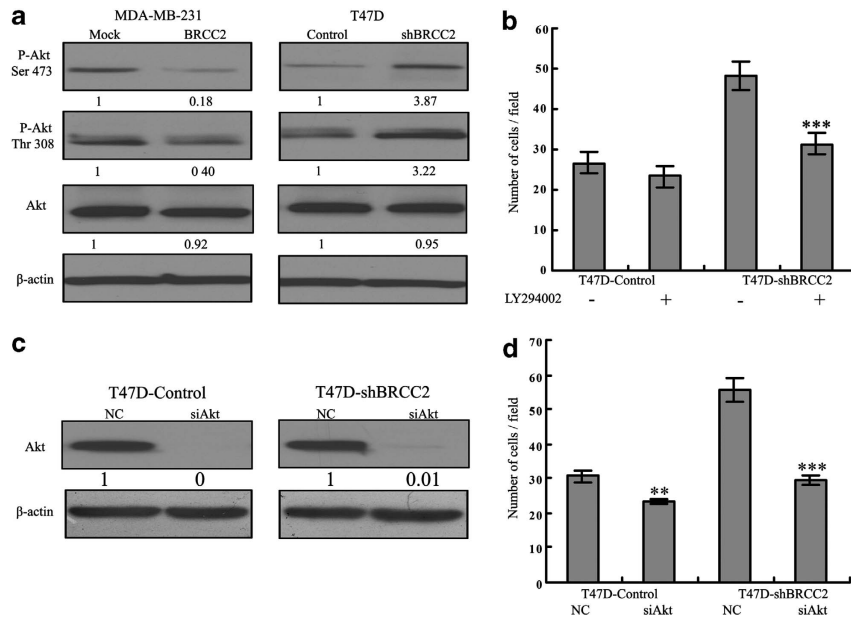 a
MDA-MB-231 T47D
Mock BRCC2 Control shBRCC2
P-Akt
Ser 473
1 0.18 1 3.87
P-Akt
Thr 308
1 0 40 1 3.22
Akt
1 0.92 1 0.95
β-actin
b
Number of cells / field
60
50
40
30
20
10
0
***
T47D-Control T47D-shBRCC2
LY294002 - + - +
c
T47D-Control T47D-shBRCC2
NC siAkt NC siAkt
Akt
1 0 1 0.01
β-actin
d
Number of cells / field
60
70
60
50
40
30
20
10
0
** ***
T47D-Control T47D-shBRCC2
NC siAkt NC siAkt